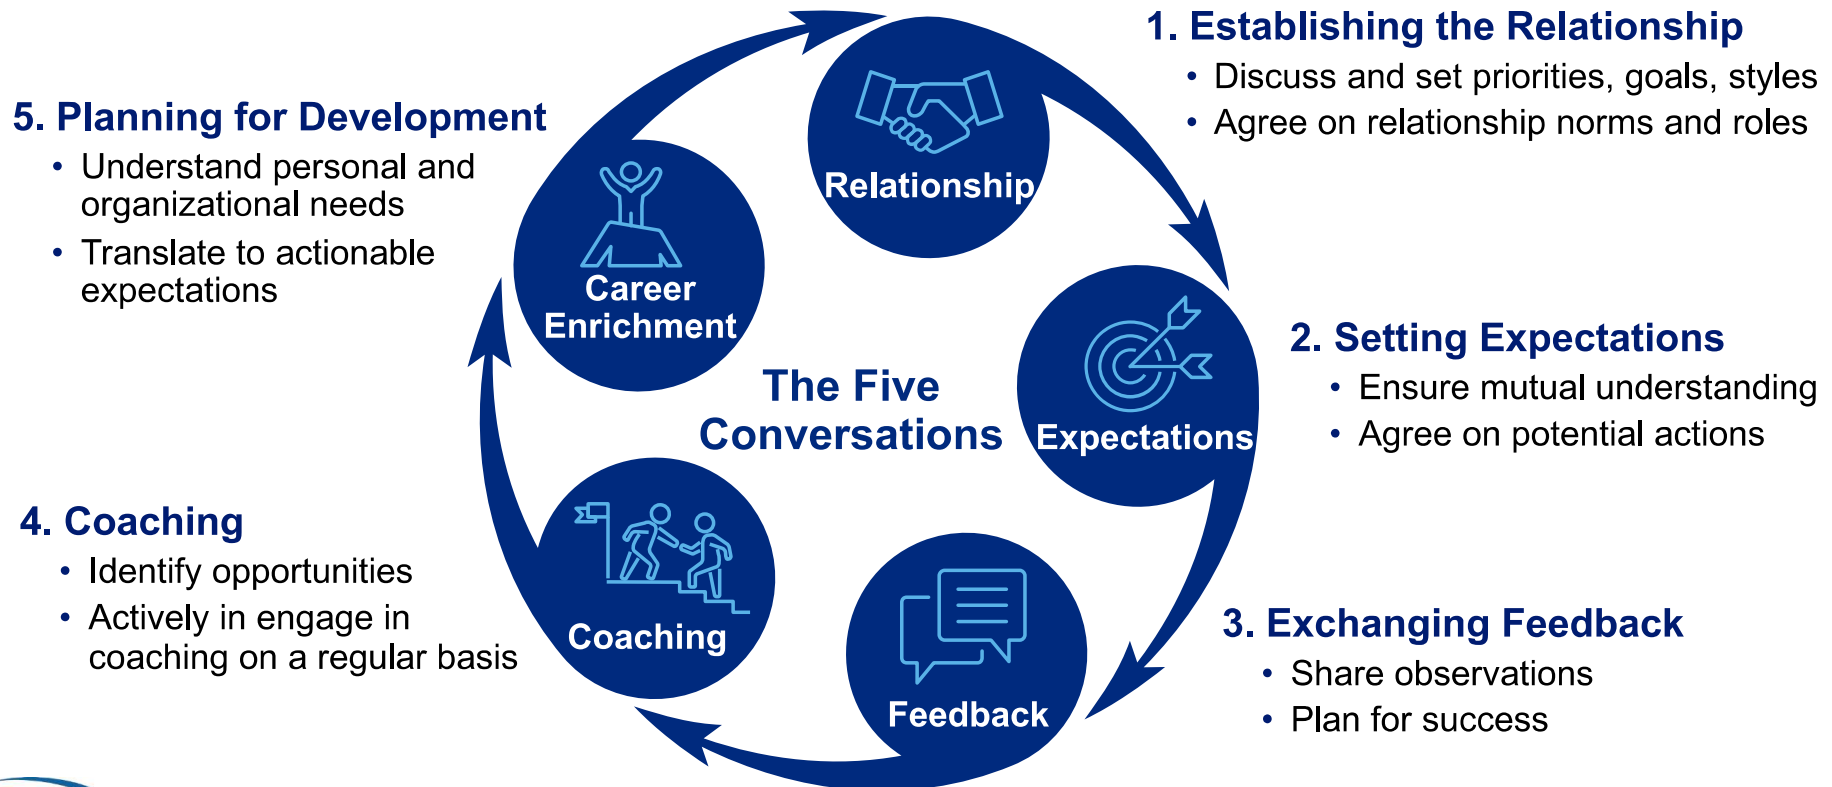 1. Establishing the Relationship
• Discuss and set priorities, goals, styles
• Agree on relationship norms and roles
2. Setting Expectations
• Ensure mutual understanding
• Agree on potential actions
3. Exchanging Feedback
• Share observations
• Plan for success
4. Coaching
• Identify opportunities
• Actively in engage in
coaching on a regular basis
5. Planning for Development
• Understand personal and
organizational needs
• Translate to actionable
expectations
The Five
Conversations
Relationship
Expectations
Feedback
Coaching
Career
Enrichment